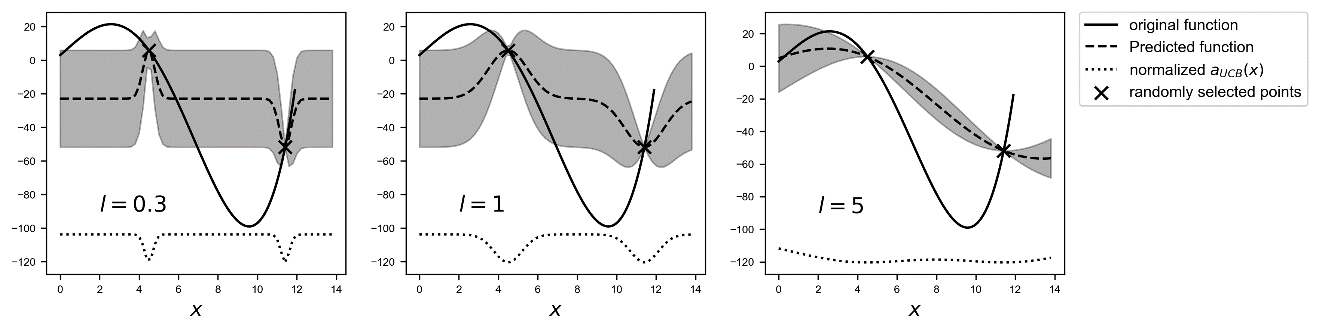 20
0
−20
−40
−60
−80
−100
−120
l = 0.3
0 2 4 6 8 10 12 14
x
20
0
−20
−40
−60
−80
−100
−120
l = 1
0 2 4 6 8 10 12 14
x
20
0
−20
−40
−60
−80
−100
−120
l = 5
0 2 4 6 8 10 12 14
x
original function
Predicted function
normalized a_UCB(x)
randomly selected points